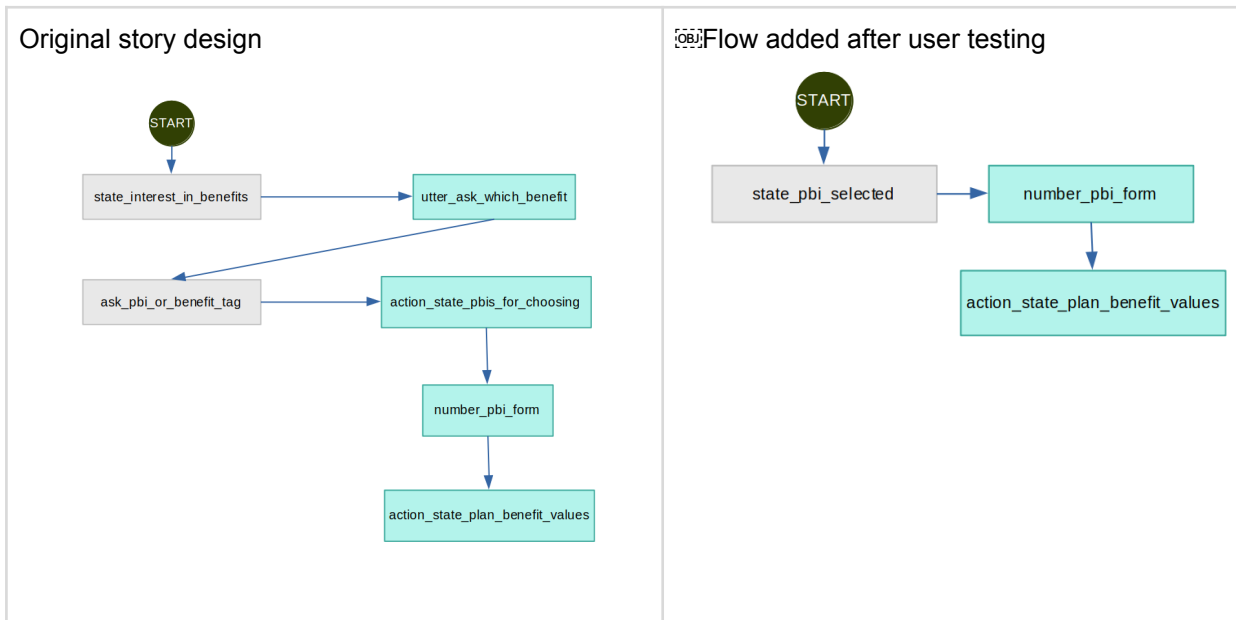 Original story design
START
state_interest_in_benefits
utter_ask_which_benefit
ask_pbi_or_benefit_tag
action_state_pbis_for_choosing
number_pbi_form
action_state_plan_benefit_values
OBJ Flow added after user testing
START
state_pbi_selected
number_pbi_form
action_state_plan_benefit_values